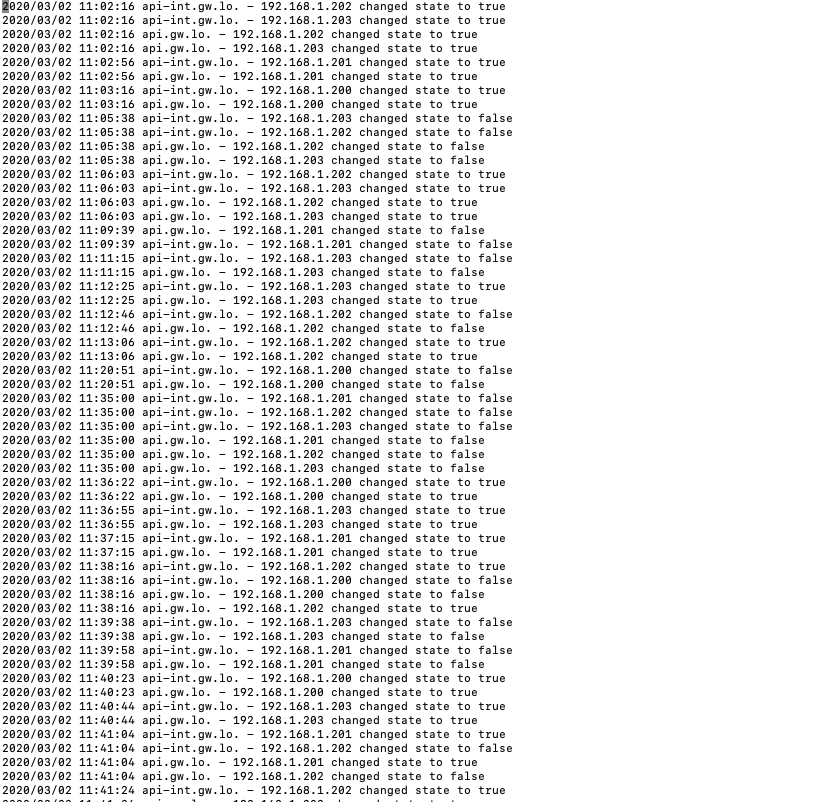 2020/03/02 11:02:16 api-int.gw.lo. - 192.168.1.202 changed state to true
2020/03/02 11:02:16 api-int.gw.lo. - 192.168.1.203 changed state to true
2020/03/02 11:02:16 api.gw.lo. - 192.168.1.202 changed state to true
2020/03/02 11:02:16 api.gw.lo. - 192.168.1.203 changed state to true
2020/03/02 11:02:56 api-int.gw.lo. - 192.168.1.201 changed state to true
2020/03/02 11:02:56 api.gw.lo. - 192.168.1.201 changed state to true
2020/03/02 11:03:16 api-int.gw.lo. - 192.168.1.200 changed state to true
2020/03/02 11:03:16 api.gw.lo. - 192.168.1.200 changed state to true
2020/03/02 11:05:38 api-int.gw.lo. - 192.168.1.203 changed state to false
2020/03/02 11:05:38 api-int.gw.lo. - 192.168.1.202 changed state to false
2020/03/02 11:05:38 api.gw.lo. - 192.168.1.202 changed state to false
2020/03/02 11:05:38 api.gw.lo. - 192.168.1.203 changed state to false
2020/03/02 11:06:03 api-int.gw.lo. - 192.168.1.202 changed state to true
2020/03/02 11:06:03 api-int.gw.lo. - 192.168.1.203 changed state to true
2020/03/02 11:06:03 api.gw.lo. - 192.168.1.202 changed state to true
2020/03/02 11:06:03 api.gw.lo. - 192.168.1.203 changed state to true
2020/03/02 11:09:39 api.gw.lo. - 192.168.1.201 changed state to false
2020/03/02 11:09:39 api-int.gw.lo. - 192.168.1.201 changed state to false
2020/03/02 11:11:15 api-int.gw.lo. - 192.168.1.203 changed state to false
2020/03/02 11:11:15 api.gw.lo. - 192.168.1.203 changed state to false
2020/03/02 11:12:25 api-int.gw.lo. - 192.168.1.203 changed state to true
2020/03/02 11:12:25 api.gw.lo. - 192.168.1.203 changed state to true
2020/03/02 11:12:46 api-int.gw.lo. - 192.168.1.202 changed state to false
2020/03/02 11:12:46 api.gw.lo. - 192.168.1.202 changed state to false
2020/03/02 11:13:06 api-int.gw.lo. - 192.168.1.202 changed state to true
2020/03/02 11:13:06 api.gw.lo. - 192.168.1.202 changed state to true
2020/03/02 11:20:51 api-int.gw.lo. - 192.168.1.200 changed state to false
2020/03/02 11:20:51 api.gw.lo. - 192.168.1.200 changed state to false
2020/03/02 11:35:00 api-int.gw.lo. - 192.168.1.201 changed state to false
2020/03/02 11:35:00 api-int.gw.lo. - 192.168.1.202 changed state to false
2020/03/02 11:35:00 api-int.gw.lo. - 192.168.1.203 changed state to false
2020/03/02 11:35:00 api.gw.lo. - 192.168.1.201 changed state to false
2020/03/02 11:35:00 api.gw.lo. - 192.168.1.202 changed state to false
2020/03/02 11:35:00 api.gw.lo. - 192.168.1.203 changed state to false
2020/03/02 11:36:22 api-int.gw.lo. - 192.168.1.200 changed state to true
2020/03/02 11:36:22 api.gw.lo. - 192.168.1.200 changed state to true
2020/03/02 11:36:55 api-int.gw.lo. - 192.168.1.203 changed state to true
2020/03/02 11:36:55 api.gw.lo. - 192.168.1.203 changed state to true
2020/03/02 11:37:15 api-int.gw.lo. - 192.168.1.201 changed state to true
2020/03/02 11:37:15 api.gw.lo. - 192.168.1.201 changed state to true
2020/03/02 11:38:16 api-int.gw.lo. - 192.168.1.202 changed state to true
2020/03/02 11:38:16 api-int.gw.lo. - 192.168.1.200 changed state to false
2020/03/02 11:38:16 api.gw.lo. - 192.168.1.200 changed state to false
2020/03/02 11:38:16 api.gw.lo. - 192.168.1.202 changed state to true
2020/03/02 11:39:38 api-int.gw.lo. - 192.168.1.203 changed state to false
2020/03/02 11:39:38 api.gw.lo. - 192.168.1.203 changed state to false
2020/03/02 11:39:58 api-int.gw.lo. - 192.168.1.201 changed state to false
2020/03/02 11:39:58 api.gw.lo. - 192.168.1.201 changed state to false
2020/03/02 11:40:23 api-int.gw.lo. - 192.168.1.200 changed state to true
2020/03/02 11:40:23 api.gw.lo. - 192.168.1.200 changed state to true
2020/03/02 11:40:44 api-int.gw.lo. - 192.168.1.203 changed state to true
2020/03/02 11:40:44 api.gw.lo. - 192.168.1.203 changed state to true
2020/03/02 11:41:04 api-int.gw.lo. - 192.168.1.201 changed state to true
2020/03/02 11:41:04 api-int.gw.lo. - 192.168.1.202 changed state to false
2020/03/02 11:41:04 api.gw.lo. - 192.168.1.201 changed state to true
2020/03/02 11:41:04 api.gw.lo. - 192.168.1.202 changed state to false
2020/03/02 11:41:24 api-int.gw.lo. - 192.168.1.202 changed state to true